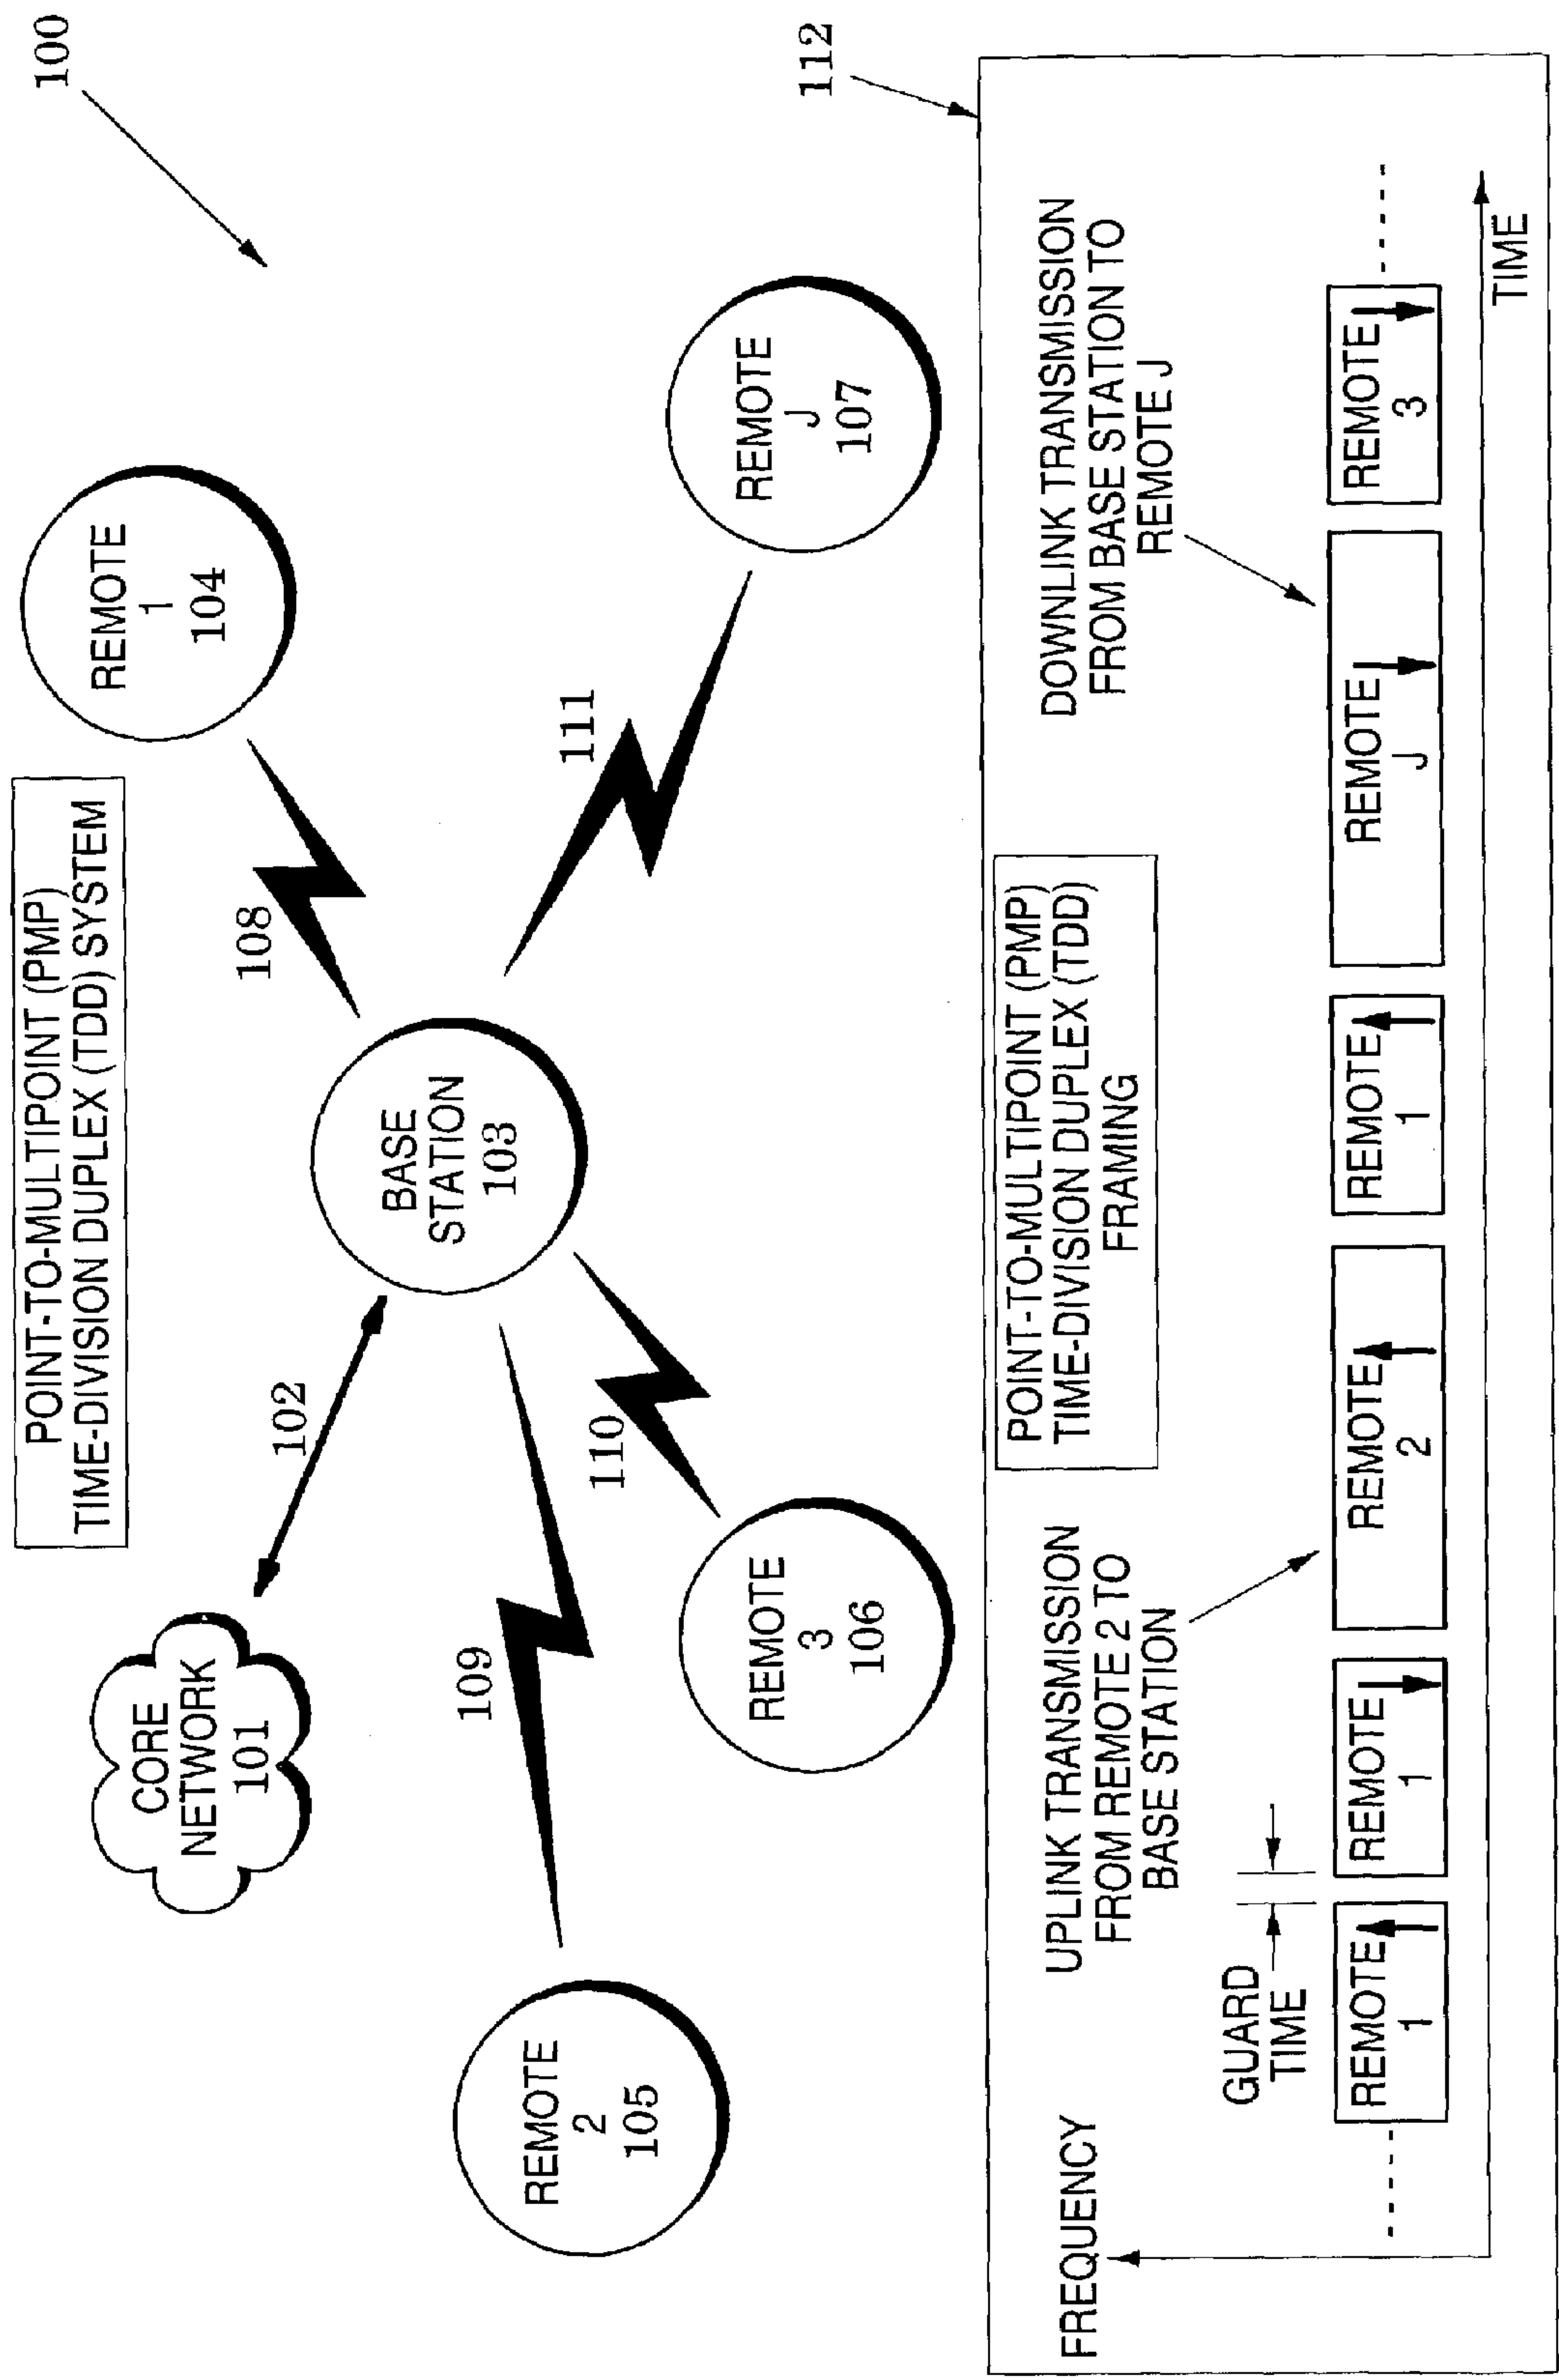 100
POINT-TO-MULTIPOINT (PMP)
TIME-DIVISION DUPLEX (TDD) SYSTEM
CORE
NETWORK
101
102
REMOTE
1
104
108
BASE
STATION
103
REMOTE
2
105
109
110
111
REMOTE
3
106
REMOTE
J
107
112
POINT-TO-MULTIPOINT (PMP)
TIME-DIVISION DUPLEX (TDD)
FRAMING
FREQUENCY
UPLINK TRANSMISSION
FROM REMOTE 2 TO
BASE STATION
DOWNLINK TRANSMISSION
FROM BASE STATION TO
REMOTE J
GUARD
TIME
REMOTE
1
REMOTE
1
REMOTE
2
REMOTE
1
REMOTE
J
REMOTE
3
TIME